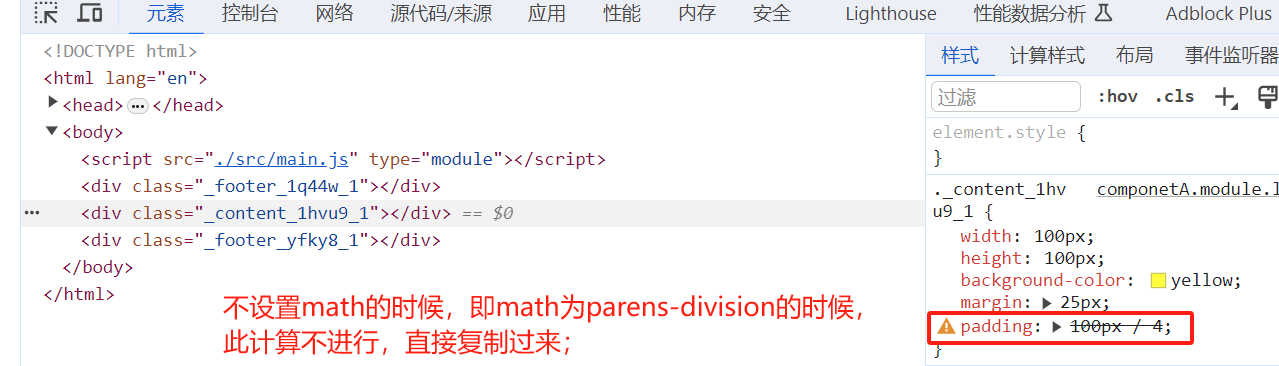 元素 控制台 网络 源代码/来源 应用 性能 内存 安全 Lighthouse 性能数据分析 Adblock Plus
<!DOCTYPE html>
<html lang="en">
<head>…</head>
<body>
<script src="./src/main.js" type="module"></script>
<div class="_footer_1q44w_1"></div>
<div class="_content_1hvu9_1"></div> == $0
<div class="_footer_yfky8_1"></div>
</body>
</html>
不设置math的时候，即math为parens-division的时候，
此计算不进行，直接复制过来；
样式 计算样式 布局 事件监听器
过滤 :hov .cls
element.style {
}
._content_1hv componetA.module.l
u9_1 {
width: 100px;
height: 100px;
background-color: yellow;
margin: 25px;
padding: 100px / 4;
}